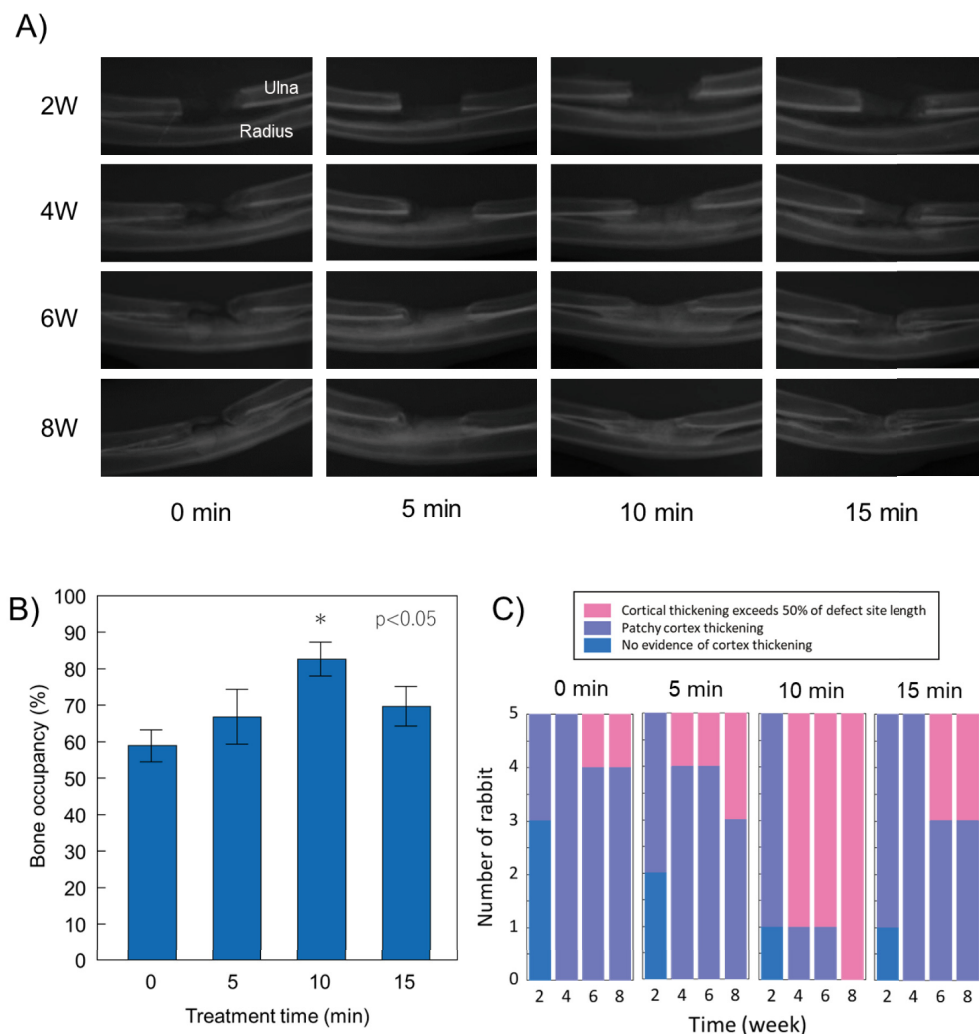 A)
2W
Ulna
Radius
4W
6W
8W
0 min
5 min
10 min
15 min
B)
100
90
80
70
60
50
40
30
20
10
0
Bone occupancy (%)
*
p<0.05
0
5
10
15
Treatment time (min)
C)
Cortical thickening exceeds 50% of defect site length
Patchy cortex thickening
No evidence of cortex thickening
0 min
5 min
10 min
15 min
5
4
3
2
1
0
Number of rabbit
2 4 6 8
2 4 6 8
2 4 6 8
2 4 6 8
Time (week)